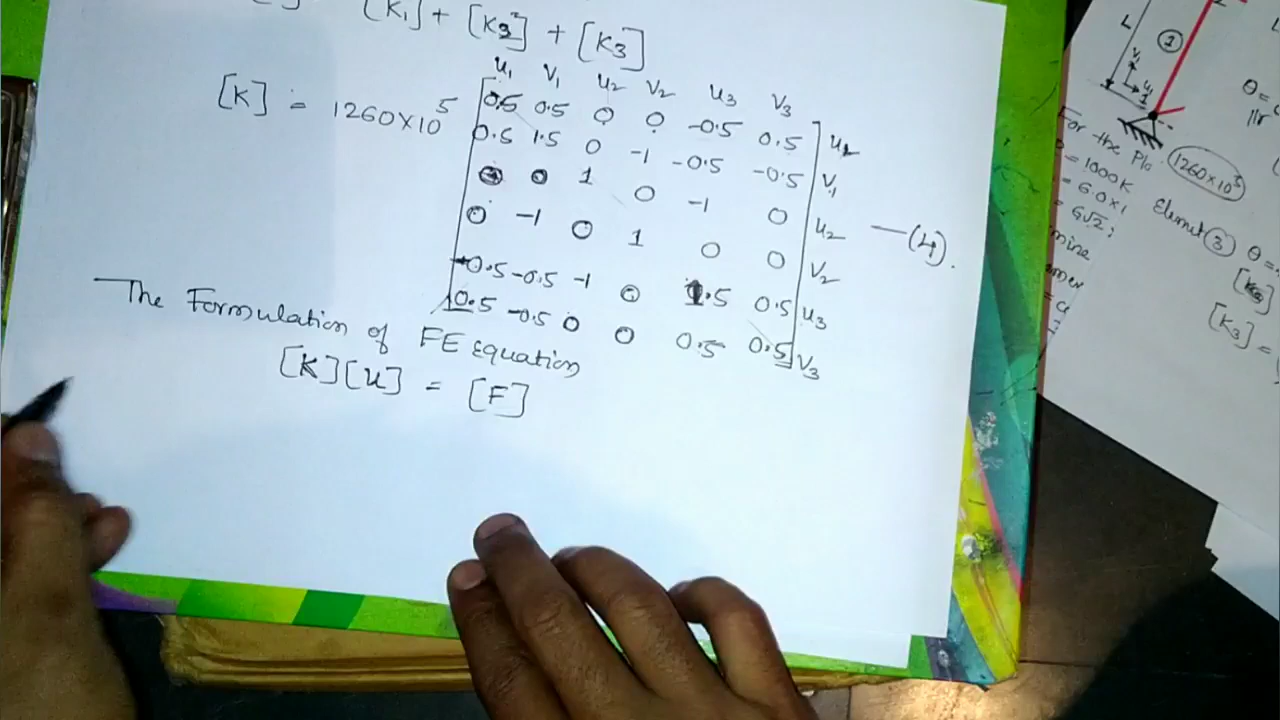 [K1] + [K2] + [K3]
u1 v1 u2 v2 u3 v3
[K] = 1260×10^5
0.5 0.5 0 0 -0.5 0.5 u1
0.5 1.5 0 -1 -0.5 -0.5 v1
0 0 1 0 -1 0 u2
0 -1 0 1 0 0 v2 —(4).
-0.5 -0.5 -1 0 1.5 0.5 u3
0.5 -0.5 0 0 0.5 0.5 v3
The Formulation of FE Equation
[K][u] = [F]
L
2
θ=
For the Plo
= 1000K
1260×10^5
= 6.0×1
= 6√2;
Elemet 3 θ=
[K3]
[K3] =